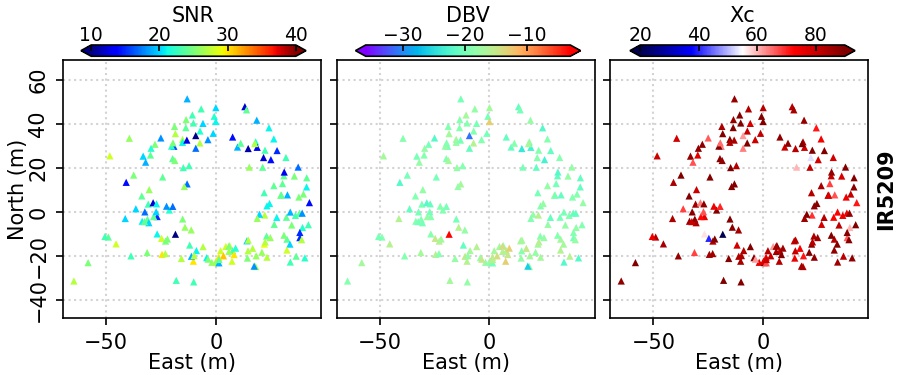 SNR
DBV
Xc
10 20 30 40
−30 −20 −10
20 40 60 80
60
40
20
0
−20
−40
North (m)
IR5209
−50 0
−50 0
−50 0
East (m)
East (m)
East (m)